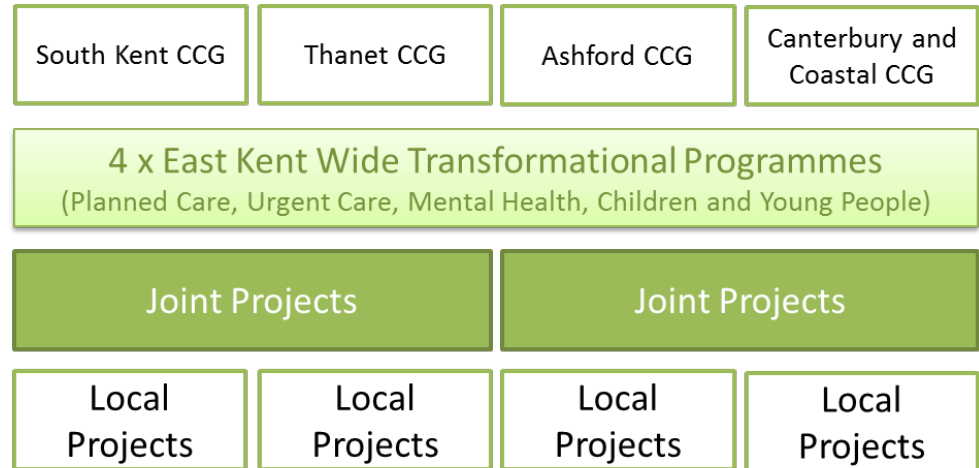 South Kent CCG
Thanet CCG
Ashford CCG
Canterbury and
Coastal CCG
4 x East Kent Wide Transformational Programmes
(Planned Care, Urgent Care, Mental Health, Children and Young People)
Joint Projects
Joint Projects
Local
Projects
Local
Projects
Local
Projects
Local
Projects